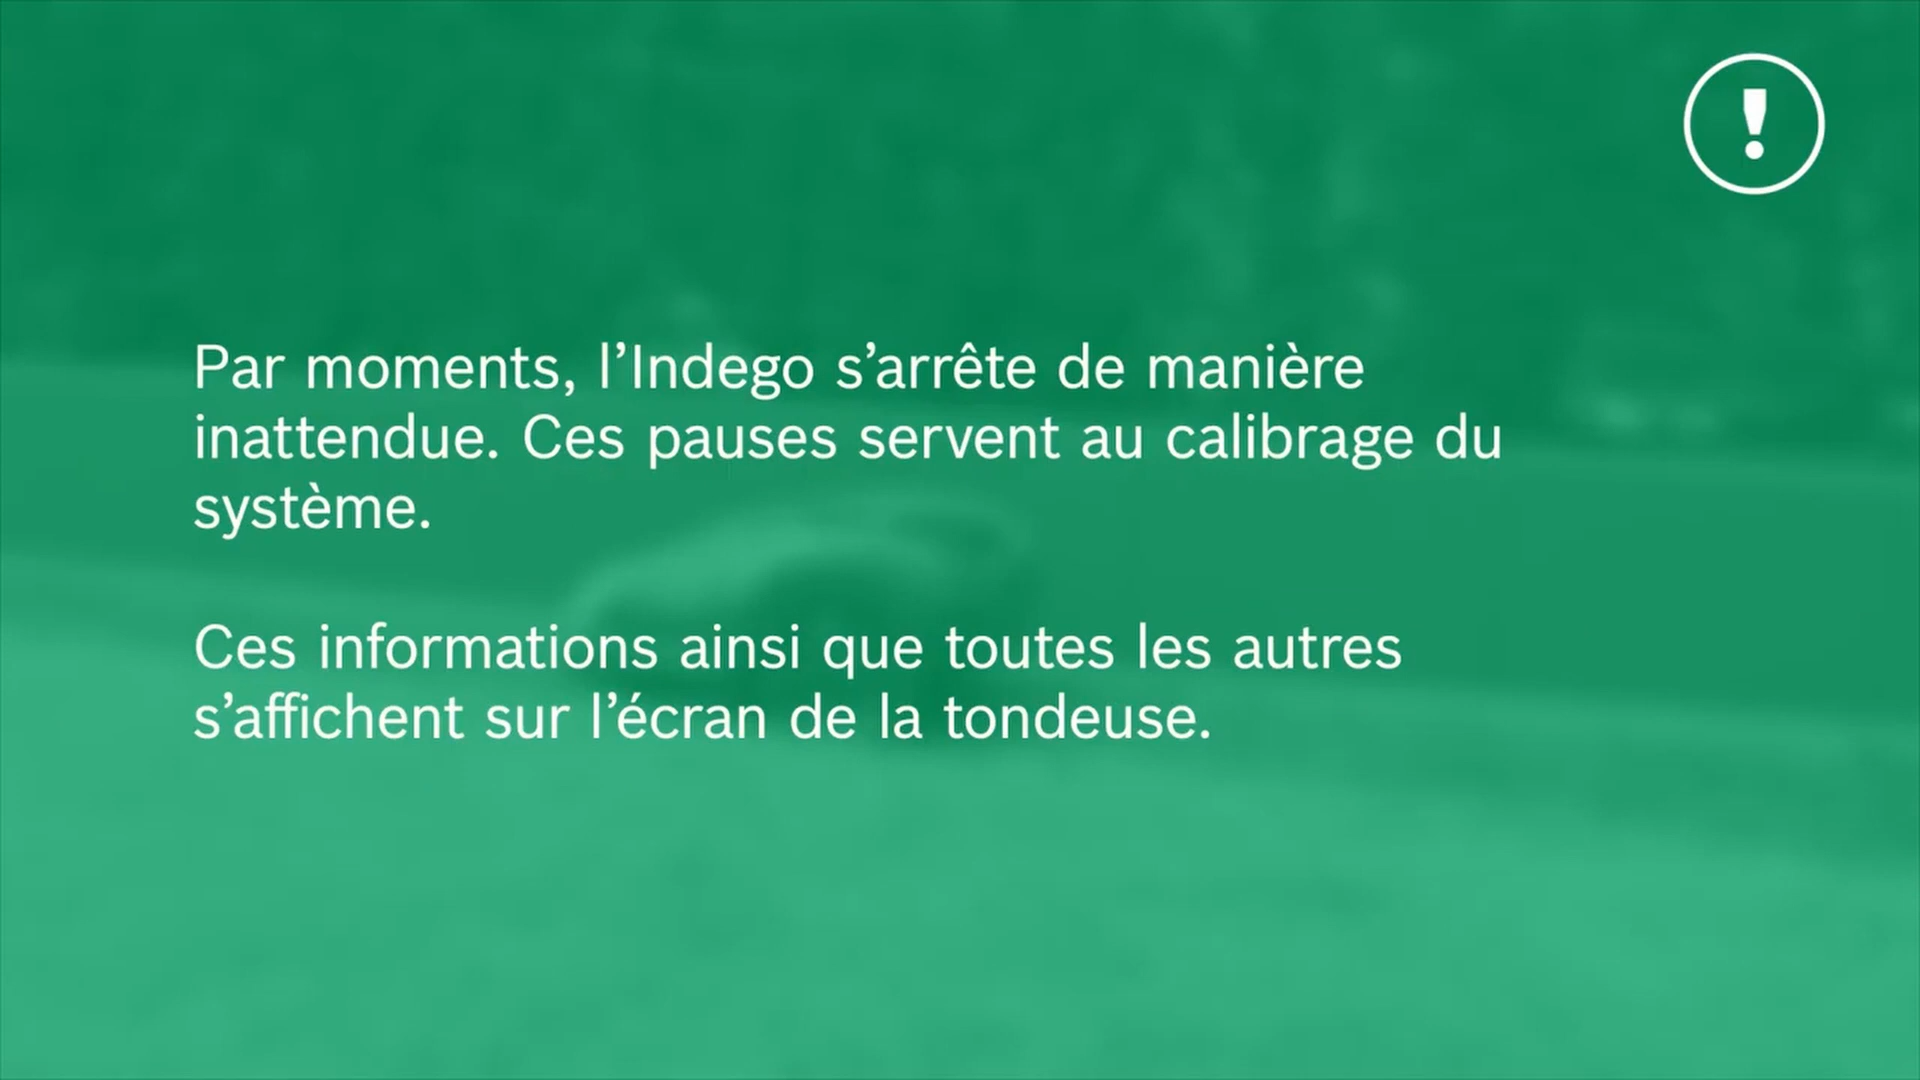 Par moments, l’Indego s’arrête de manière
inattendue. Ces pauses servent au calibrage du
système.
Ces informations ainsi que toutes les autres
s’affichent sur l’écran de la tondeuse.